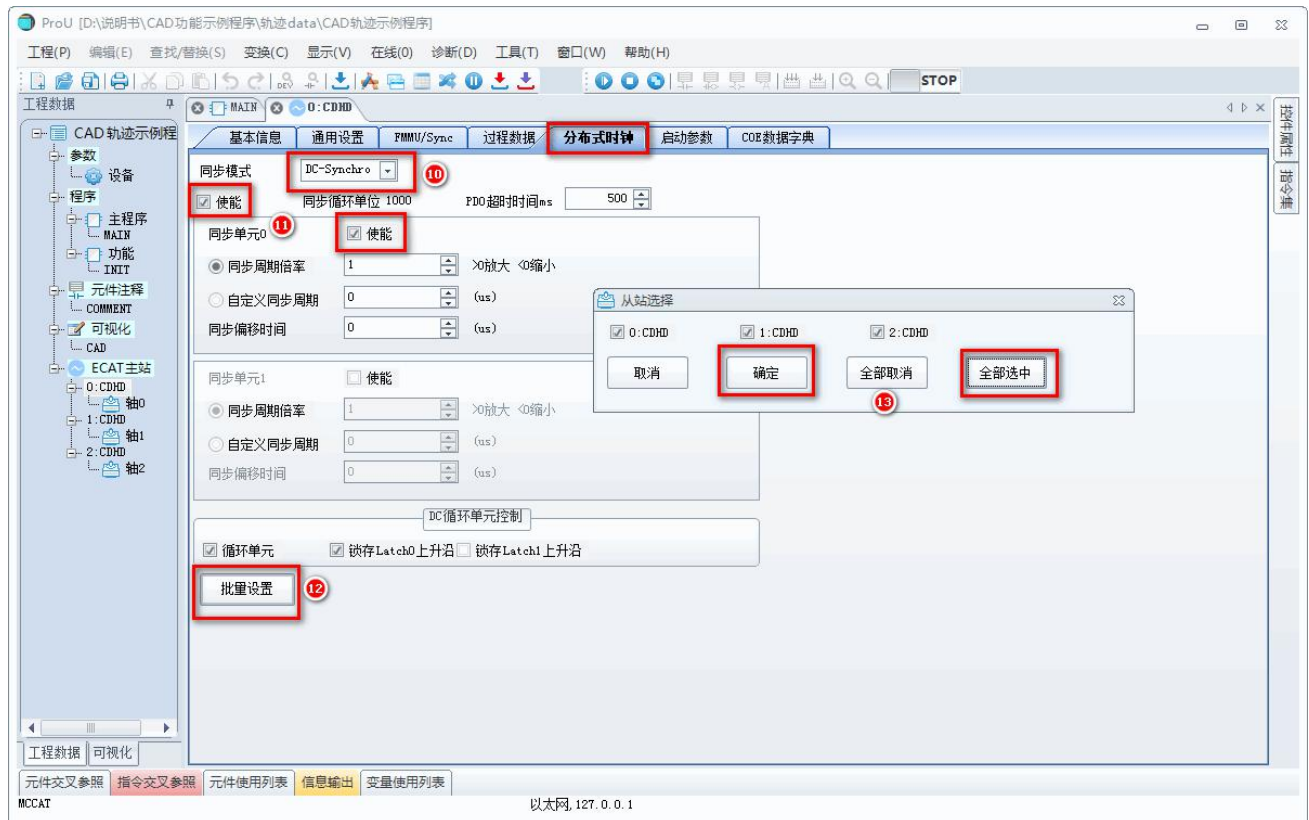 ProU [D:\说明书\CAD功能示例程序\轨迹data\CAD轨迹示例程序]
工程(P) 编辑(E) 查找/替换(S) 变换(C) 显示(V) 在线(O) 诊断(D) 工具(T) 窗口(W) 帮助(H)
DEV STOP
工程数据
MAIN 0:CDHD
CAD轨迹示例程
参数
设备
程序
主程序
MAIN
功能
INIT
元件注释
COMMENT
可视化
CAD
ECAT主站
0:CDHD
轴0
1:CDHD
轴1
2:CDHD
轴2
工程数据 可视化
基本信息 通用设置 FMMU/Sync 过程数据 分布式时钟 启动参数 COE数据字典
同步模式 DC-Synchro 10
使能 同步循环单位 1000 PDO超时时间ms 500
11
同步单元0 使能
同步周期倍率 1 >0放大 <0缩小
自定义同步周期 0 (us)
同步偏移时间 0 (us)
同步单元1 使能
同步周期倍率 1 >0放大 <0缩小
自定义同步周期 0 (us)
同步偏移时间 0 (us)
DC循环单元控制
循环单元 锁存Latch0上升沿 锁存Latch1上升沿
批量设置 12
从站选择
0:CDHD 1:CDHD 2:CDHD
取消 确定 全部取消 全部选中
13
控件属性
指令集
元件交叉参照 指令交叉参照 元件使用列表 信息输出 变量使用列表
MCCAT 以太网,127.0.0.1